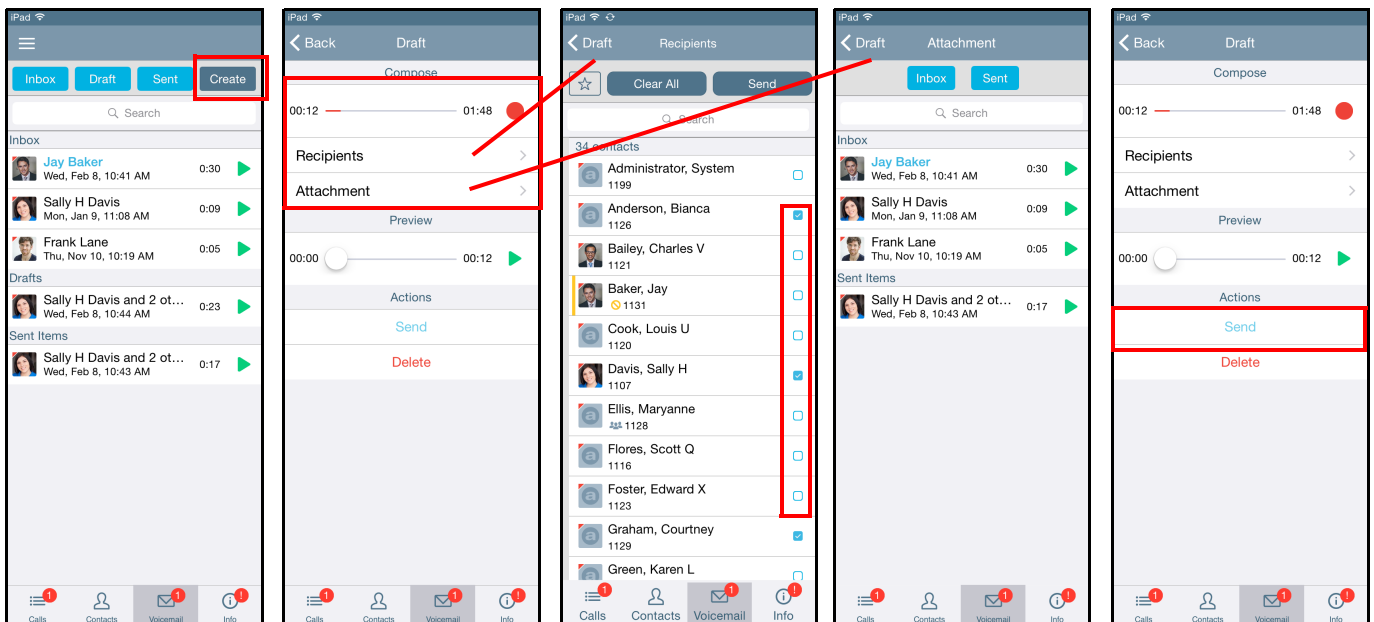 iPad
Inbox Draft Sent Create
Search
Inbox
Jay Baker
Wed, Feb 8, 10:41 AM
0:30
Sally H Davis
Mon, Jan 9, 11:08 AM
0:09
Frank Lane
Thu, Nov 10, 10:19 AM
0:05
Drafts
Sally H Davis and 2 ot...
Wed, Feb 8, 10:44 AM
0:23
Sent Items
Sally H Davis and 2 ot...
Wed, Feb 8, 10:43 AM
0:17
1 1 !
Calls Contacts Voicemail Info
iPad
Back Draft
Compose
00:12 01:48
Recipients
Attachment
Preview
00:00 00:12
Actions
Send
Delete
1 1 !
Calls Contacts Voicemail Info
iPad
Draft Recipients
Clear All Send
Search
34 contacts
Administrator, System
1199
Anderson, Bianca
1126
Bailey, Charles V
1121
Baker, Jay
1131
Cook, Louis U
1120
Davis, Sally H
1107
Ellis, Maryanne
1128
Flores, Scott Q
1116
Foster, Edward X
1123
Graham, Courtney
1129
Green, Karen L
1 1 !
Calls Contacts Voicemail Info
iPad
Draft Attachment
Inbox Sent
Search
Inbox
Jay Baker
Wed, Feb 8, 10:41 AM
0:30
Sally H Davis
Mon, Jan 9, 11:08 AM
0:09
Frank Lane
Thu, Nov 10, 10:19 AM
0:05
Sent Items
Sally H Davis and 2 ot...
Wed, Feb 8, 10:43 AM
0:17
1 1 !
Calls Contacts Voicemail Info
iPad
Back Draft
Compose
00:12 01:48
Recipients
Attachment
Preview
00:00 00:12
Actions
Send
Delete
1 1 !
Calls Contacts Voicemail Info